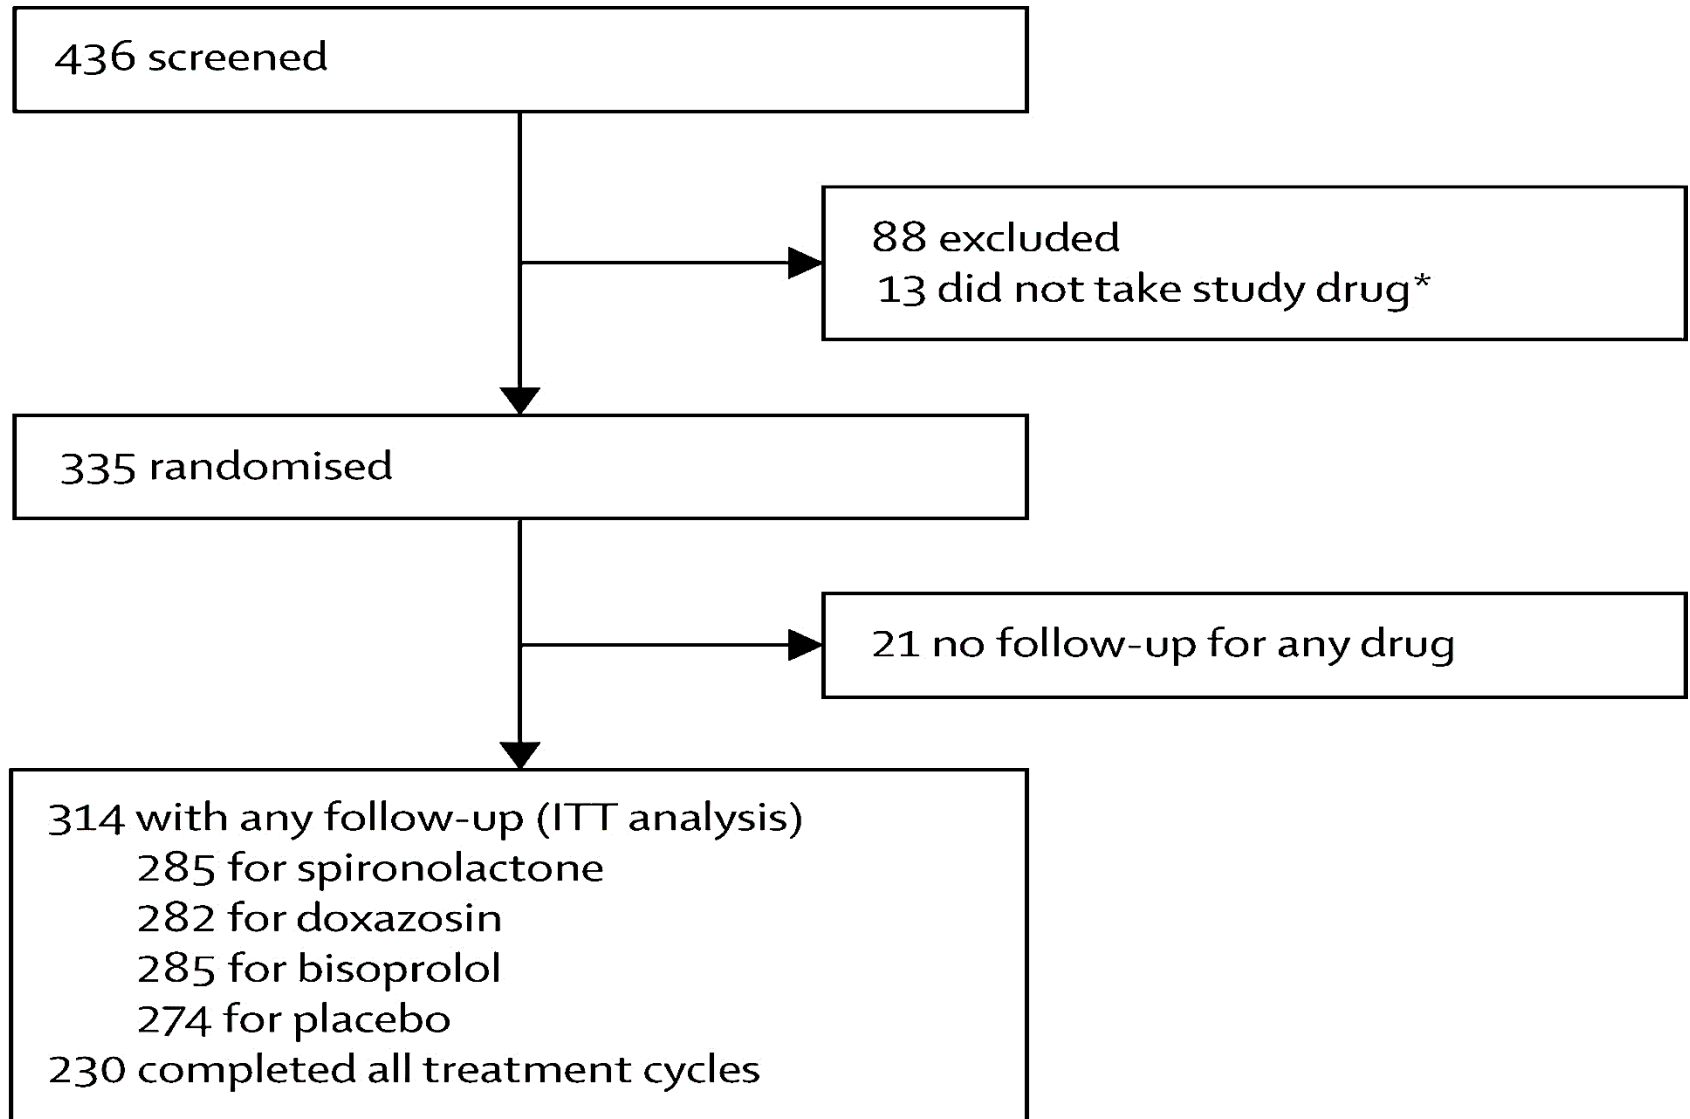 436 screened
88 excluded
13 did not take study drug*
335 randomised
21 no follow-up for any drug
314 with any follow-up (ITT analysis)
285 for spironolactone
282 for doxazosin
285 for bisoprolol
274 for placebo
230 completed all treatment cycles